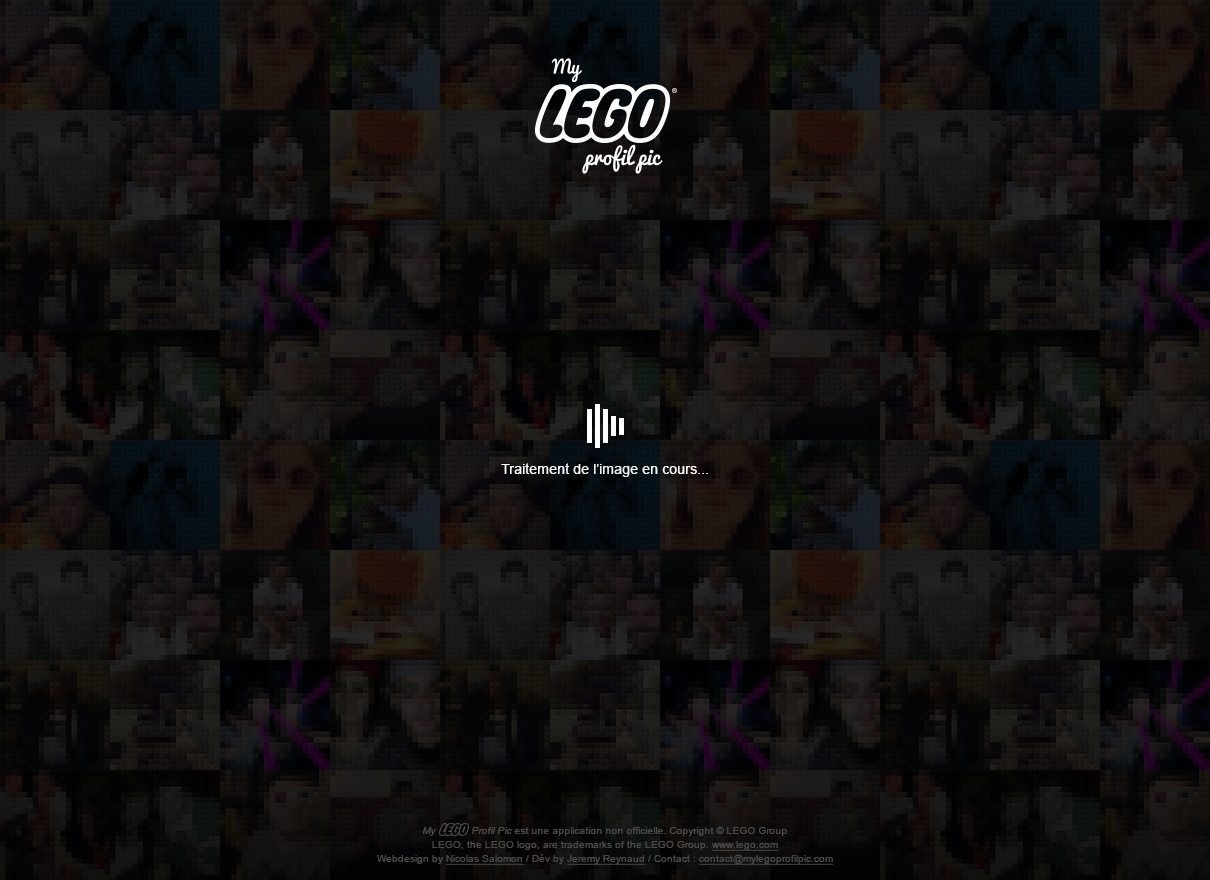 My
LEGO®
profil pic
Traitement de l'image en cours...
My LEGO Profil Pic est une application non officielle. Copyright © LEGO Group
LEGO, the LEGO logo, are trademarks of the LEGO Group. www.lego.com
Webdesign by Nicolas Salomon / Dév by Jeremy Reynaud / Contact : contact@mylegoprofilpic.com